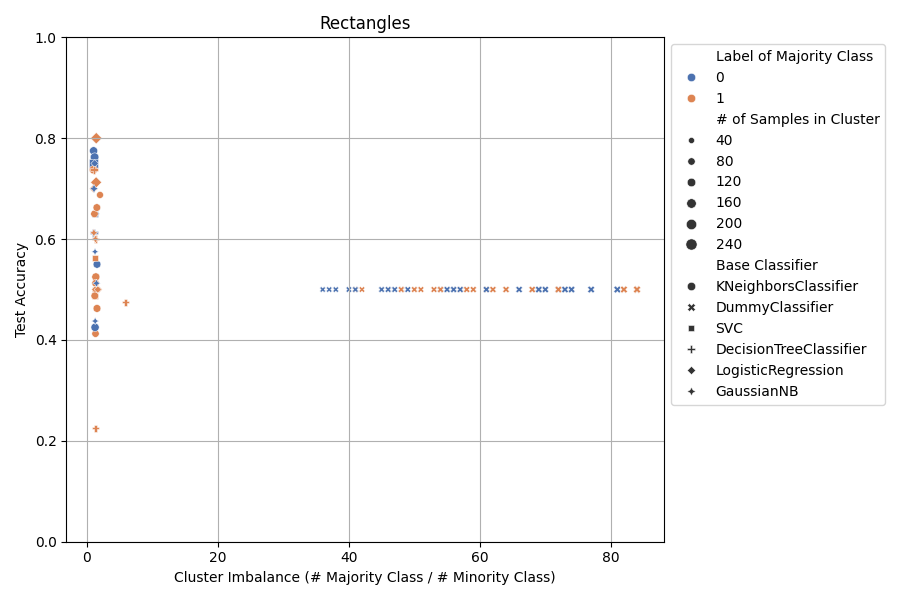 Rectangles
1.0
0.8
0.6
0.4
0.2
0.0
Test Accuracy
0 20 40 60 80
Cluster Imbalance (# Majority Class / # Minority Class)
Label of Majority Class
0
1
# of Samples in Cluster
40
80
120
160
200
240
Base Classifier
KNeighborsClassifier
DummyClassifier
SVC
DecisionTreeClassifier
LogisticRegression
GaussianNB